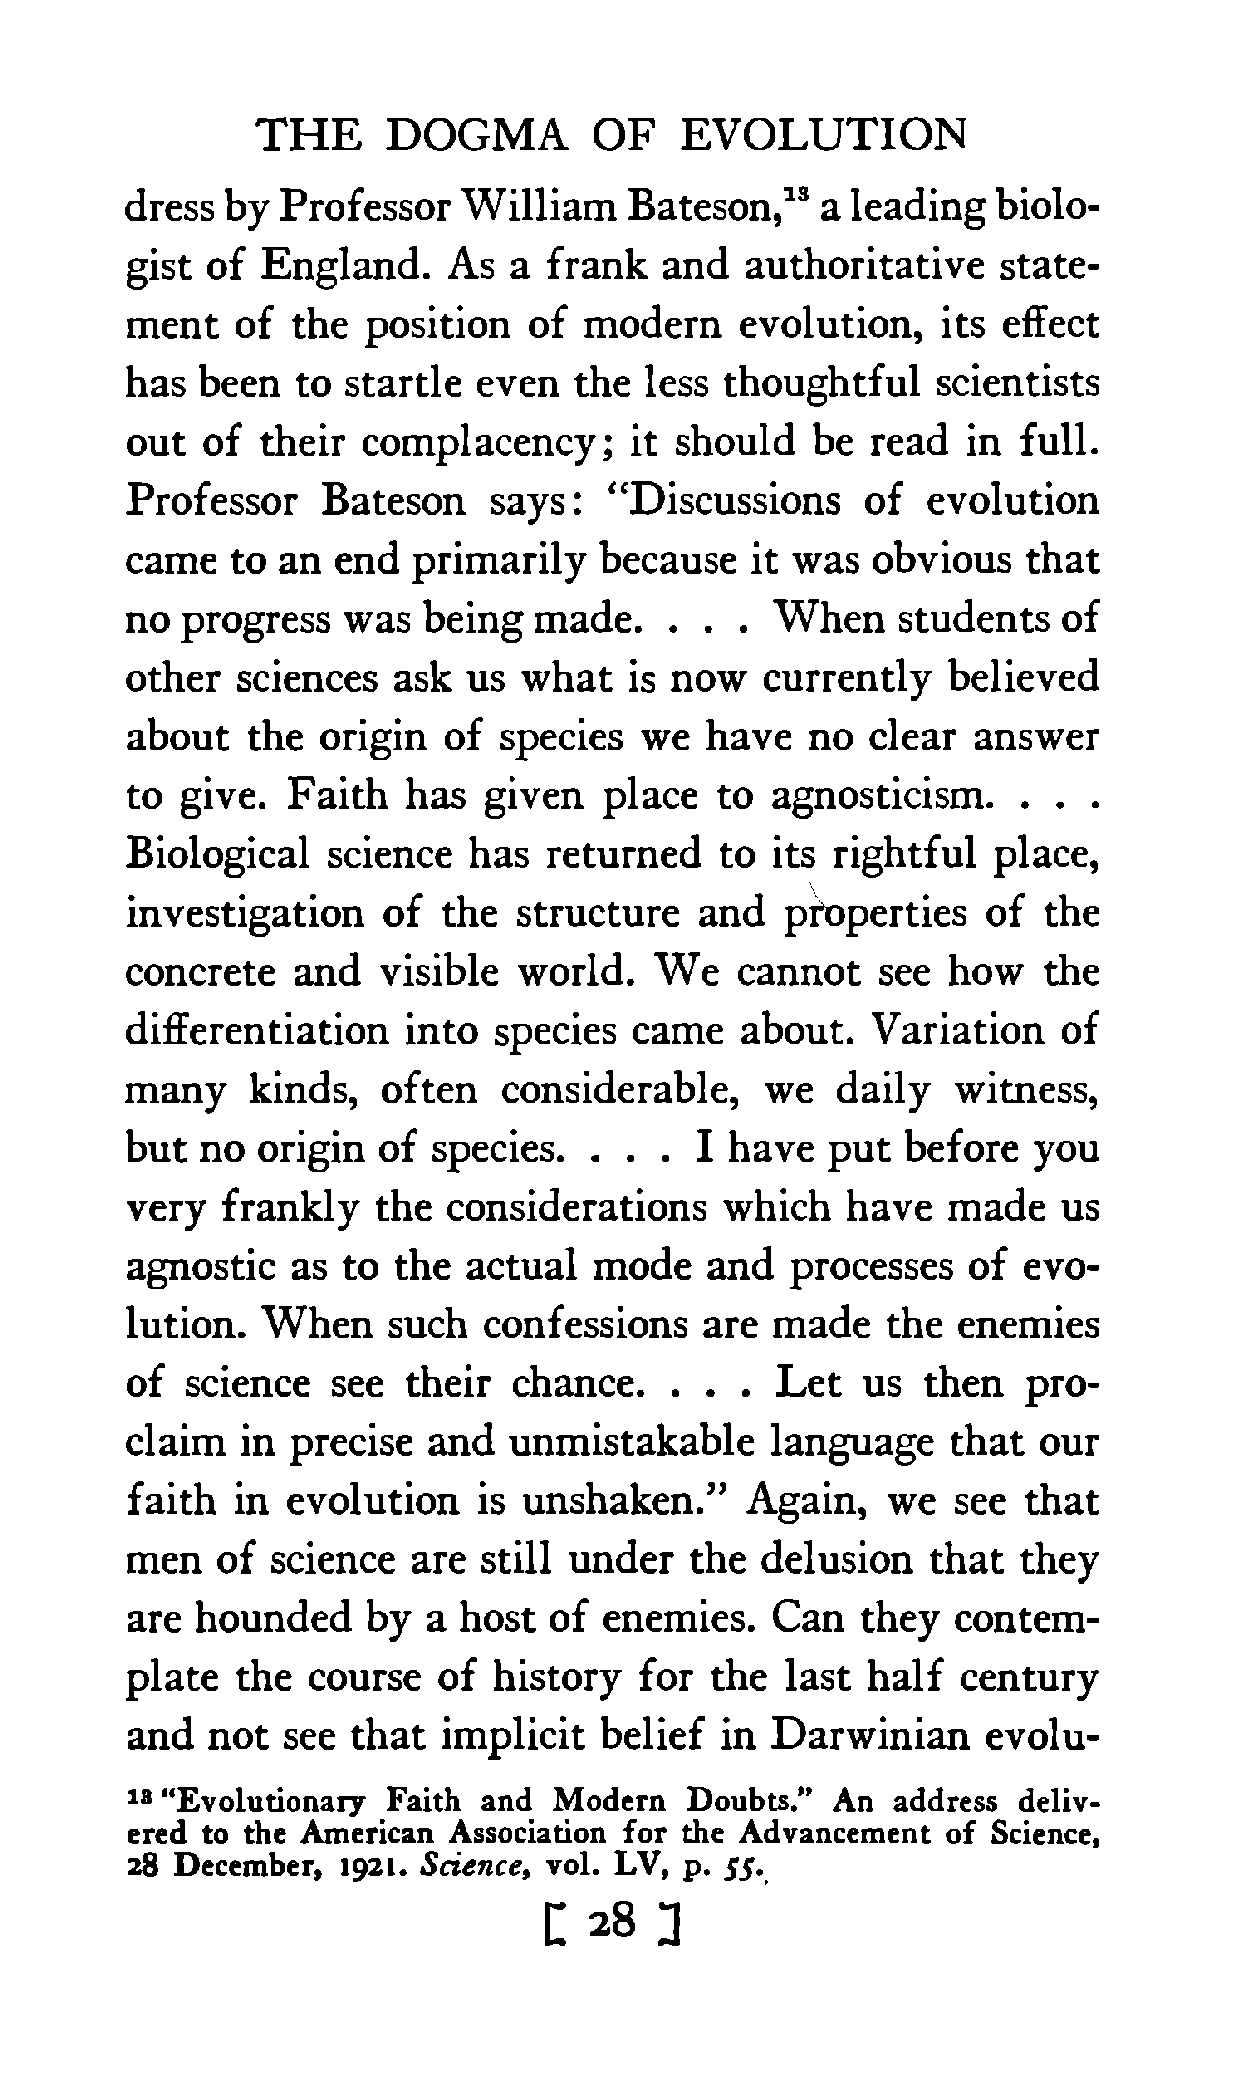 THE DOGMA OF EVOLUTION
dress by Professor William Bateson,¹³ a leading biolo-
gist of England. As a frank and authoritative state-
ment of the position of modern evolution, its effect
has been to startle even the less thoughtful scientists
out of their complacency; it should be read in full.
Professor Bateson says: "Discussions of evolution
came to an end primarily because it was obvious that
no progress was being made. . . . When students of
other sciences ask us what is now currently believed
about the origin of species we have no clear answer
to give. Faith has given place to agnosticism. . . .
Biological science has returned to its rightful place,
investigation of the structure and properties of the
concrete and visible world. We cannot see how the
differentiation into species came about. Variation of
many kinds, often considerable, we daily witness,
but no origin of species. . . . I have put before you
very frankly the considerations which have made us
agnostic as to the actual mode and processes of evo-
lution. When such confessions are made the enemies
of science see their chance. . . . Let us then pro-
claim in precise and unmistakable language that our
faith in evolution is unshaken." Again, we see that
men of science are still under the delusion that they
are hounded by a host of enemies. Can they contem-
plate the course of history for the last half century
and not see that implicit belief in Darwinian evolu-
¹³ "Evolutionary Faith and Modern Doubts." An address deliv-
ered to the American Association for the Advancement of Science,
28 December, 1921. Science, vol. LV, p. 55.
[ 28 ]